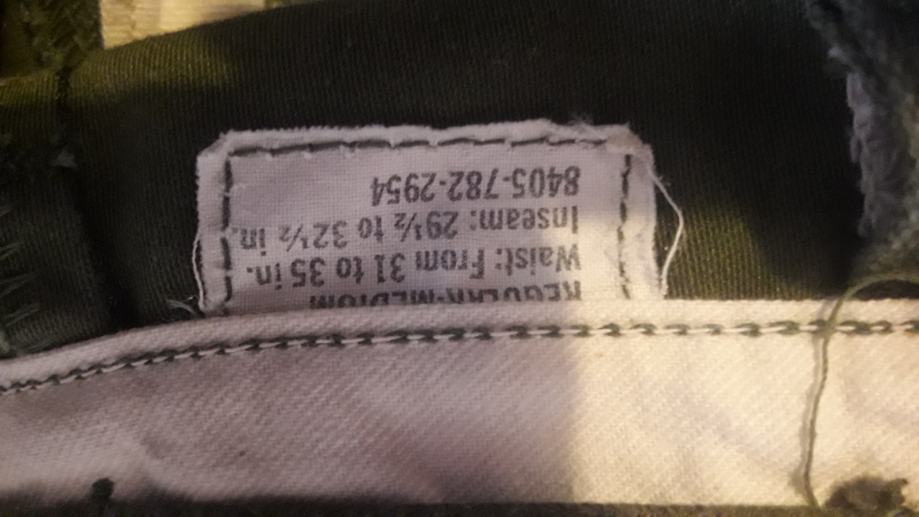 REGULAR-MEDIUM
Waist: From 31 to 35 in.
Inseam: 29½ to 32½ in.
8405-782-2954